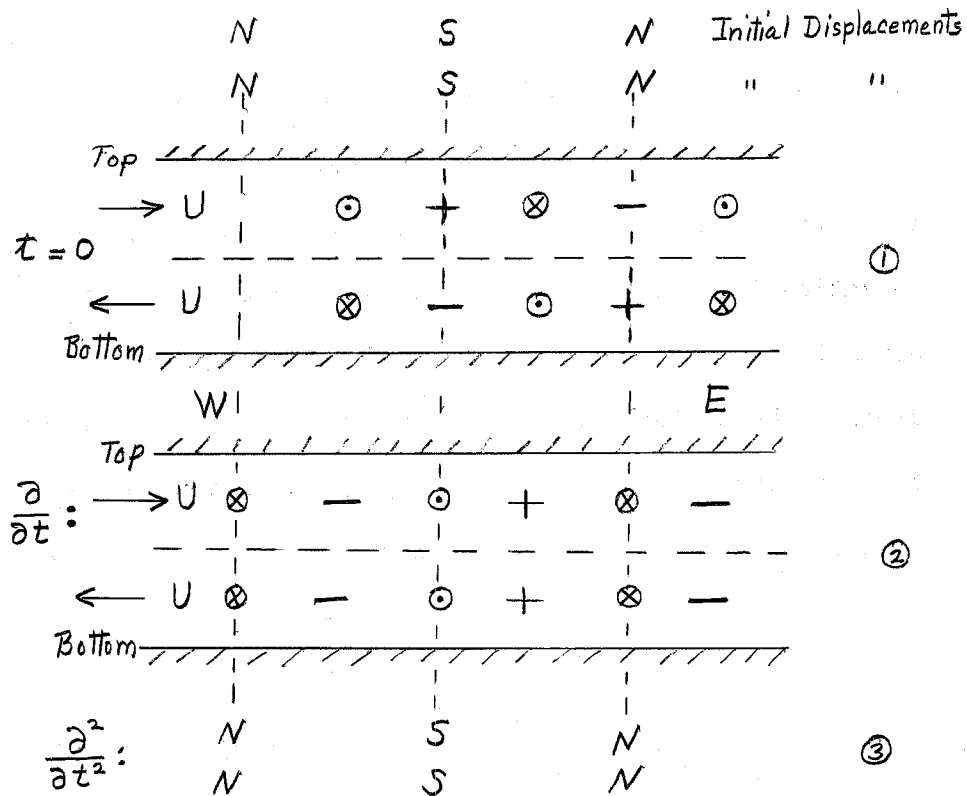 N S N Initial Displacements
N S N " "
Top
U ⊙ + ⊗ − ⊙
t = 0 ①
U ⊗ − ⊙ + ⊗
Bottom
W E
Top
∂/∂t : U ⊗ − ⊙ + ⊗ −
②
U ⊗ − ⊙ + ⊗ −
Bottom
∂²/∂t² : N S N ③
N S N